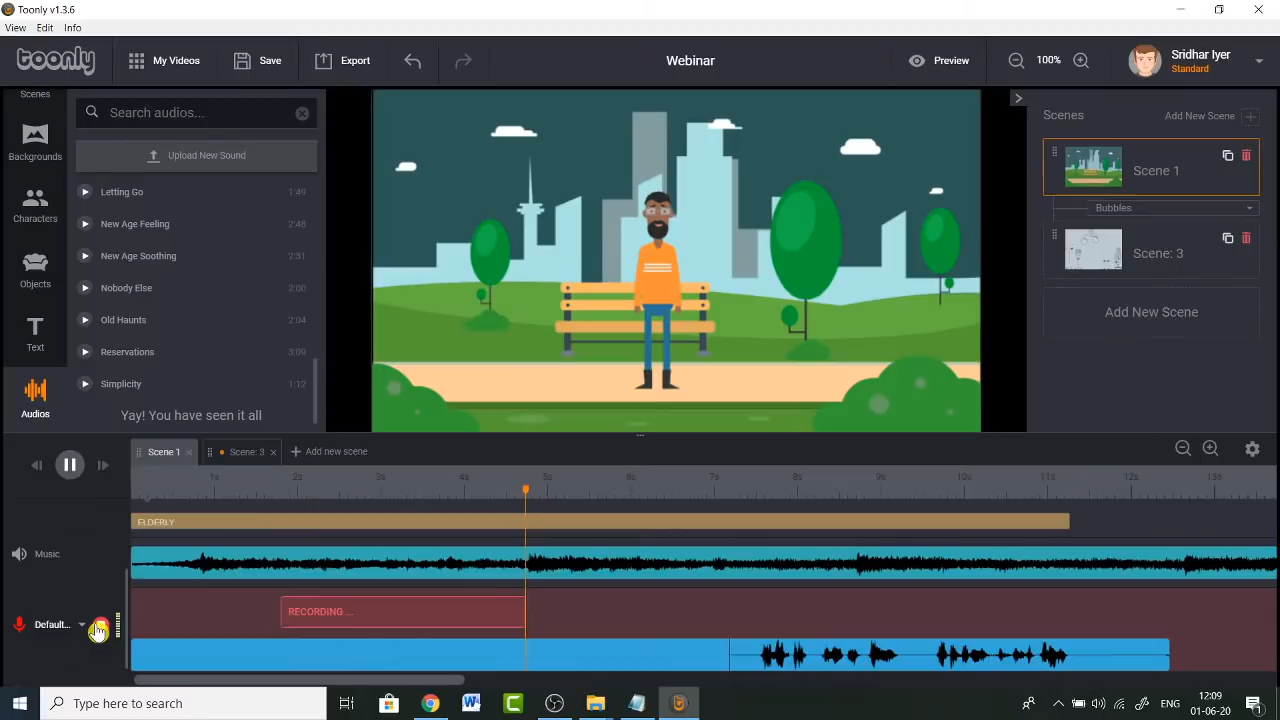 Toonly v1.3.6
View Edit Info
toonly My Videos Save Export Webinar Preview 100% Sridhar Iyer
Standard
Scenes
Backgrounds
Characters
Objects
Text
Audios
Search audios...
Upload New Sound
Letting Go 1:49
New Age Feeling 2:48
New Age Soothing 2:31
Nobody Else 2:00
Old Haunts 2:04
Reservations 3:09
Simplicity 1:12
Yay! You have seen it all
Scenes Add New Scene
Scene 1
Bubbles
Scene: 3
Add New Scene
Scene 1 Scene: 3 Add new scene
1s 2s 3s 4s 5s 6s 7s 8s 9s 10s 11s 12s 13s
ELDERLY
Music
RECORDING ...
Default...
Type here to search
ENG
12:09
01-06-20